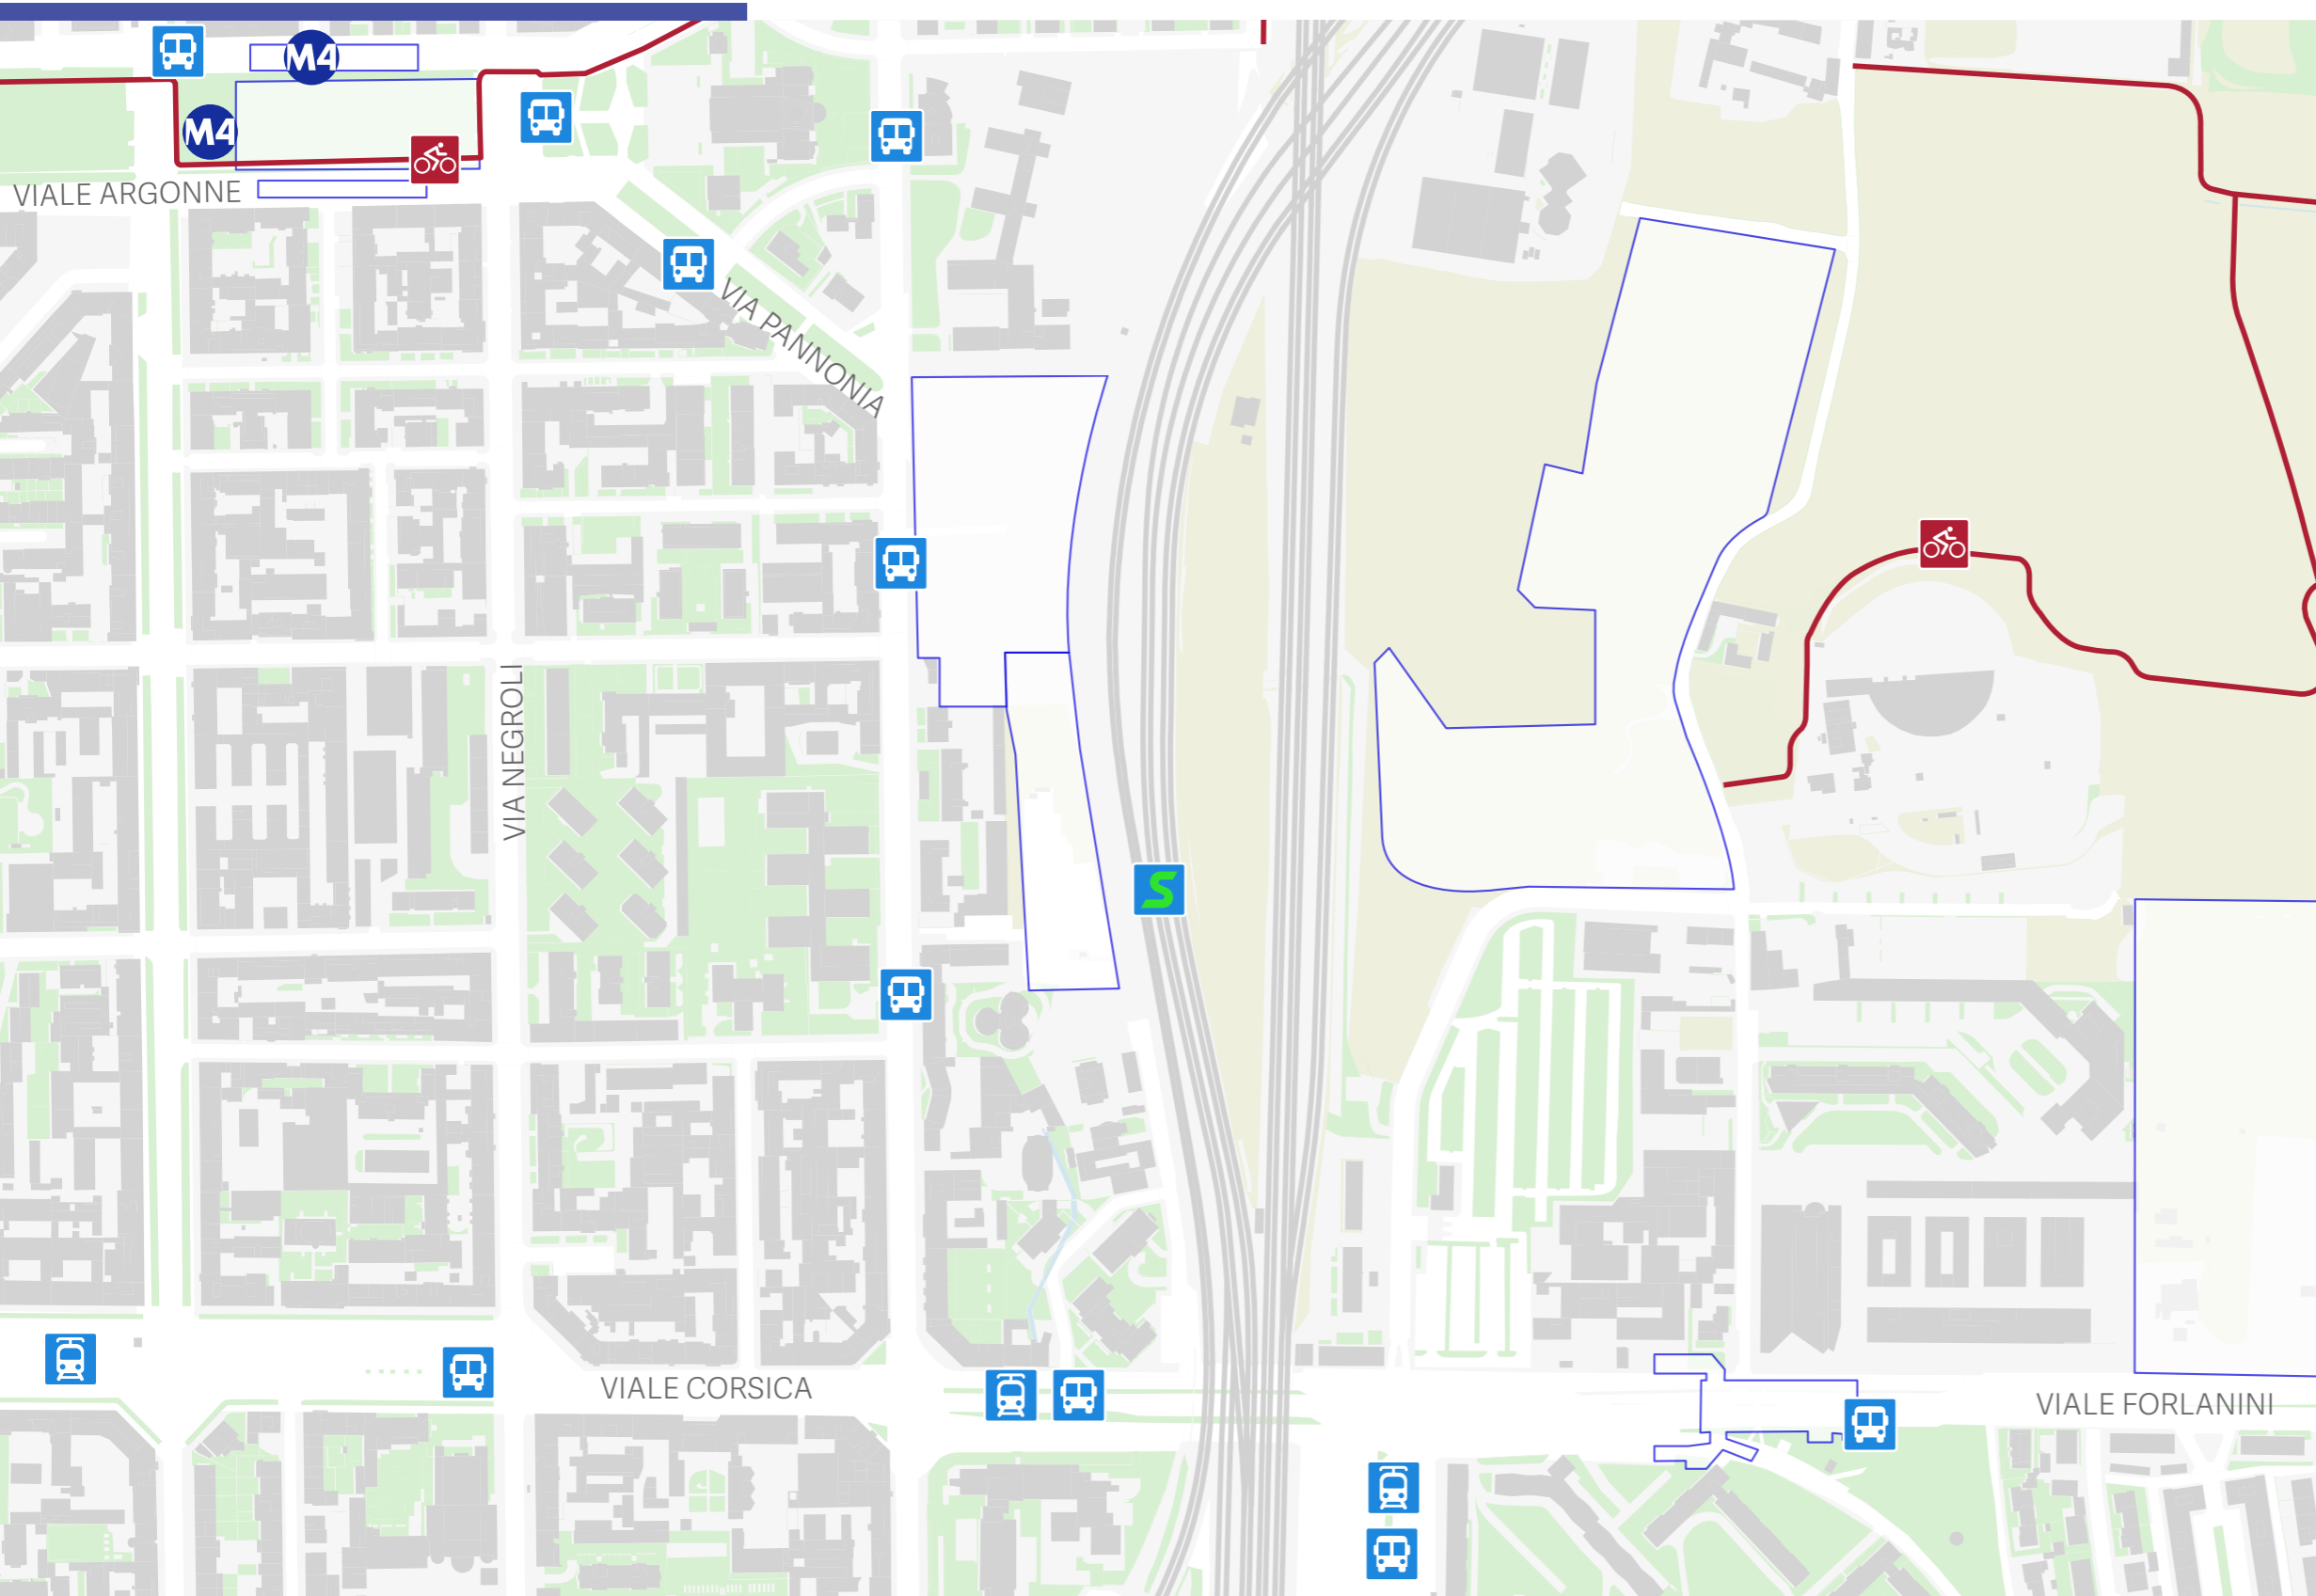 M4
M4
VIALE ARGONNE
VIA PANNONIA
VIA NEGROLI
S
VIALE CORSICA
VIALE FORLANINI